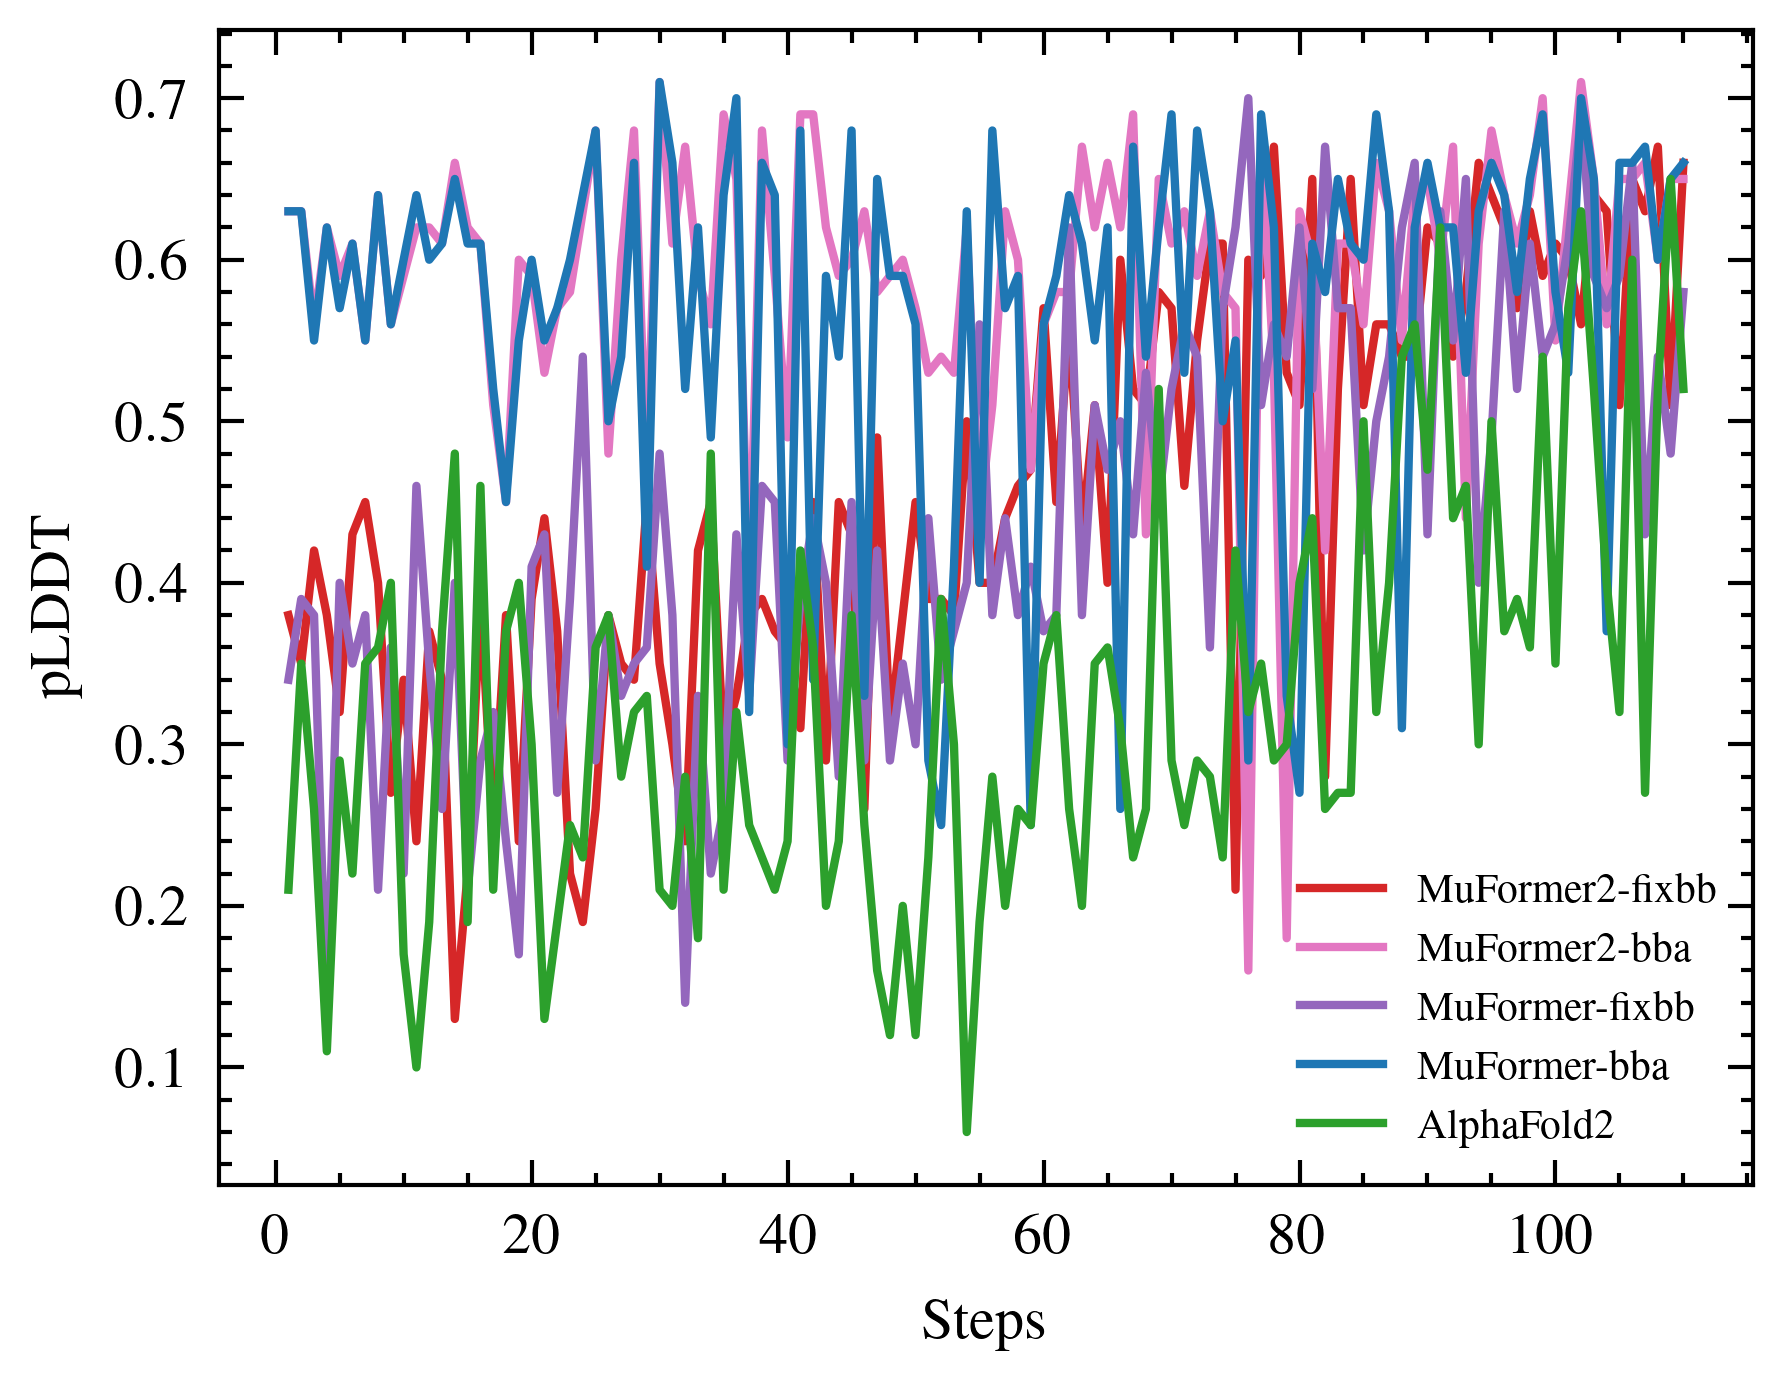 0.7
0.6
0.5
0.4
0.3
0.2
0.1
pLDDT
MuFormer2-fixbb
MuFormer2-bba
MuFormer-fixbb
MuFormer-bba
AlphaFold2
0 20 40 60 80 100
Steps